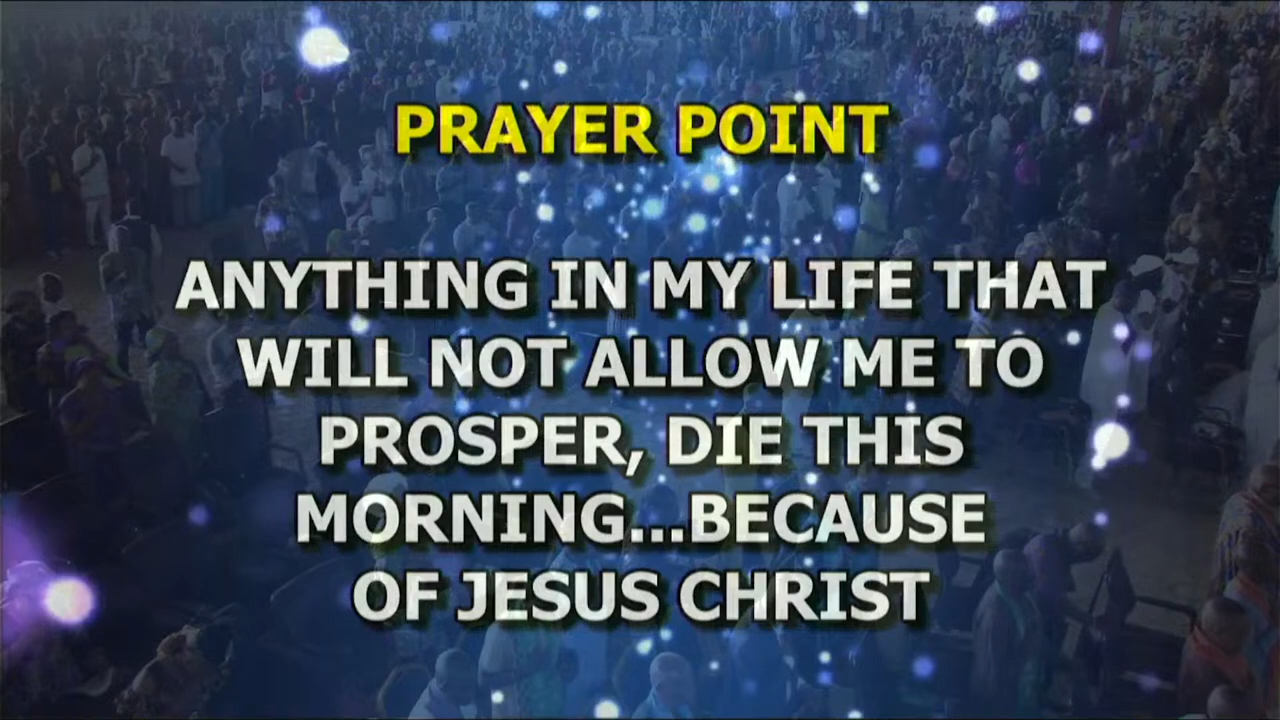 PRAYER POINT
ANYTHING IN MY LIFE THAT
WILL NOT ALLOW ME TO
PROSPER, DIE THIS
MORNING...BECAUSE
OF JESUS CHRIST